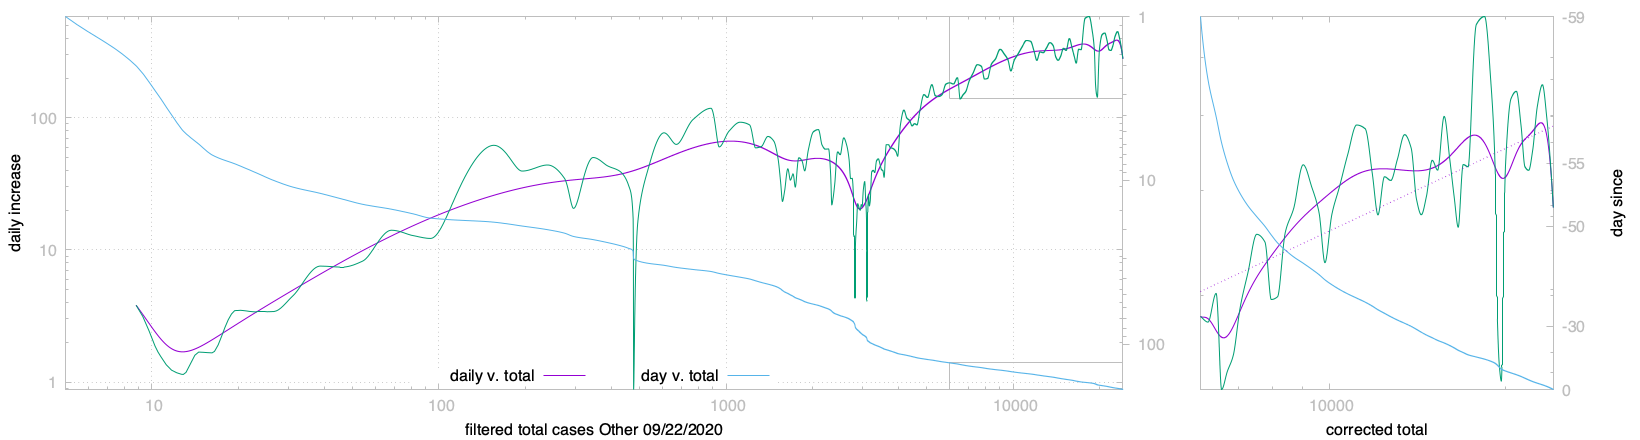 daily increase
100
10
1
10
100
1000
10000
1
10
100
daily v. total
day v. total
filtered total cases Other 09/22/2020
-59
-55
-50
-30
0
day since
10000
corrected total